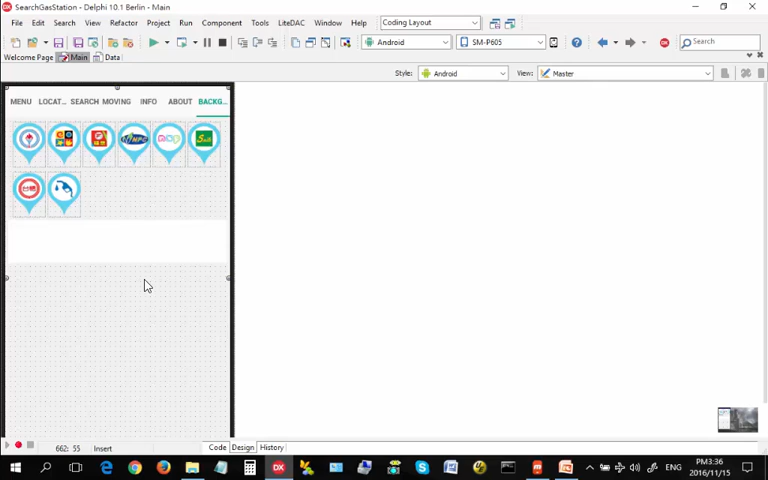 SearchGasStation - Delphi 10.1 Berlin - Main
File Edit Search View Refactor Project Run Component Tools LiteDAC Window Help Coding Layout
Android SM-P605 Search
Welcome Page Main Data
Style: Android View: Master
MENU LOCAT... SEARCH MOVING INFO ABOUT BACKG...
662: 55 Insert Code Design History
ENG PM3:36
2016/11/15